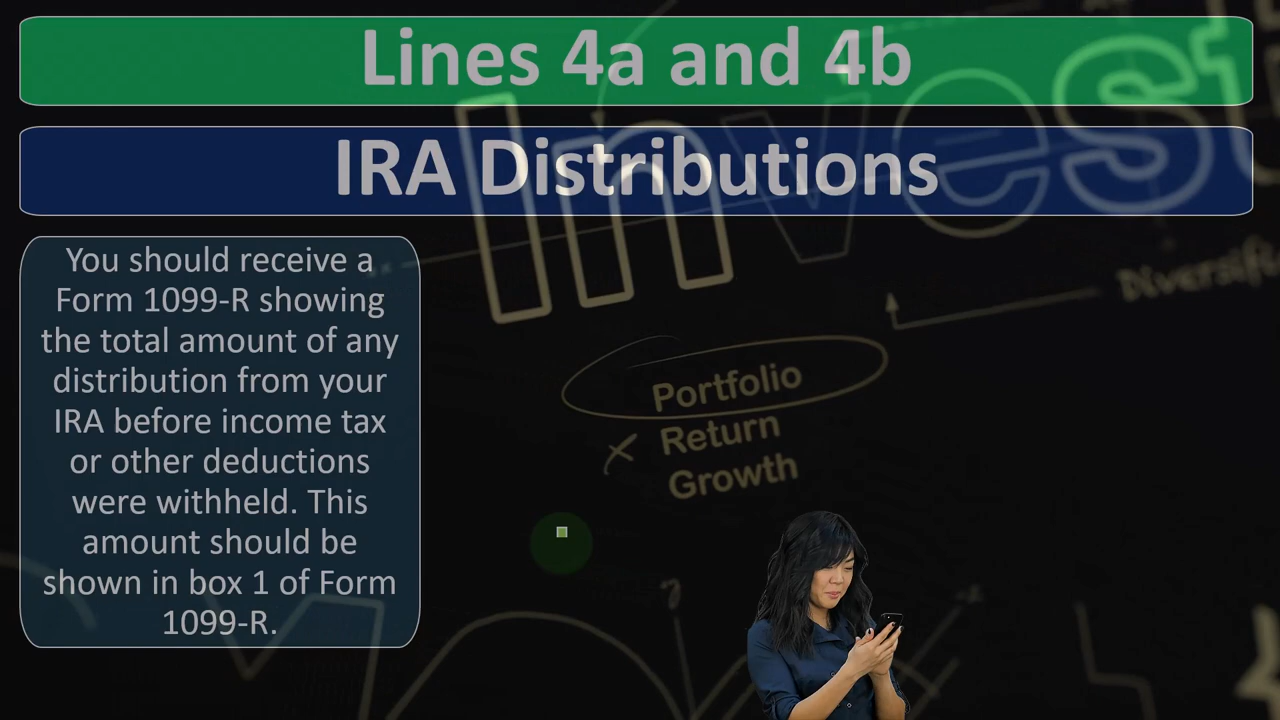 Lines 4a and 4b
IRA Distributions
Invest
You should receive a
Form 1099-R showing
the total amount of any
distribution from your
IRA before income tax
or other deductions
were withheld. This
amount should be
shown in box 1 of Form
1099-R.
Portfolio
Return
Growth